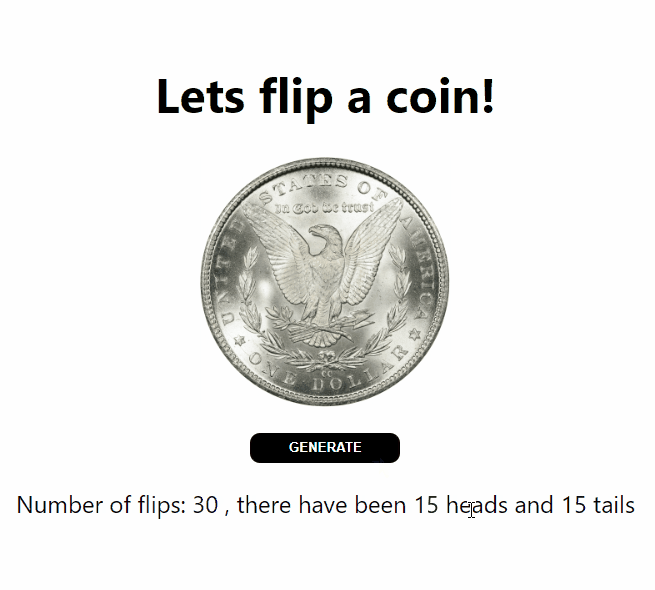 Lets flip a coin!
UNITED STATES OF AMERICA
In God we trust
ONE DOLLAR
CC
GENERATE
Number of flips: 30 , there have been 15 heads and 15 tails